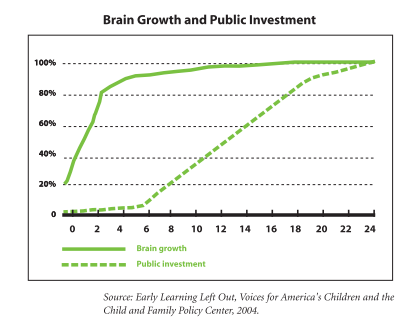 Brain Growth and Public Investment
100%
80%
60%
40%
20%
0
0 2 4 6 8 10 12 14 16 18 20 22 24
Brain growth
Public investment
Source: Early Learning Left Out, Voices for America's Children and the
Child and Family Policy Center, 2004.